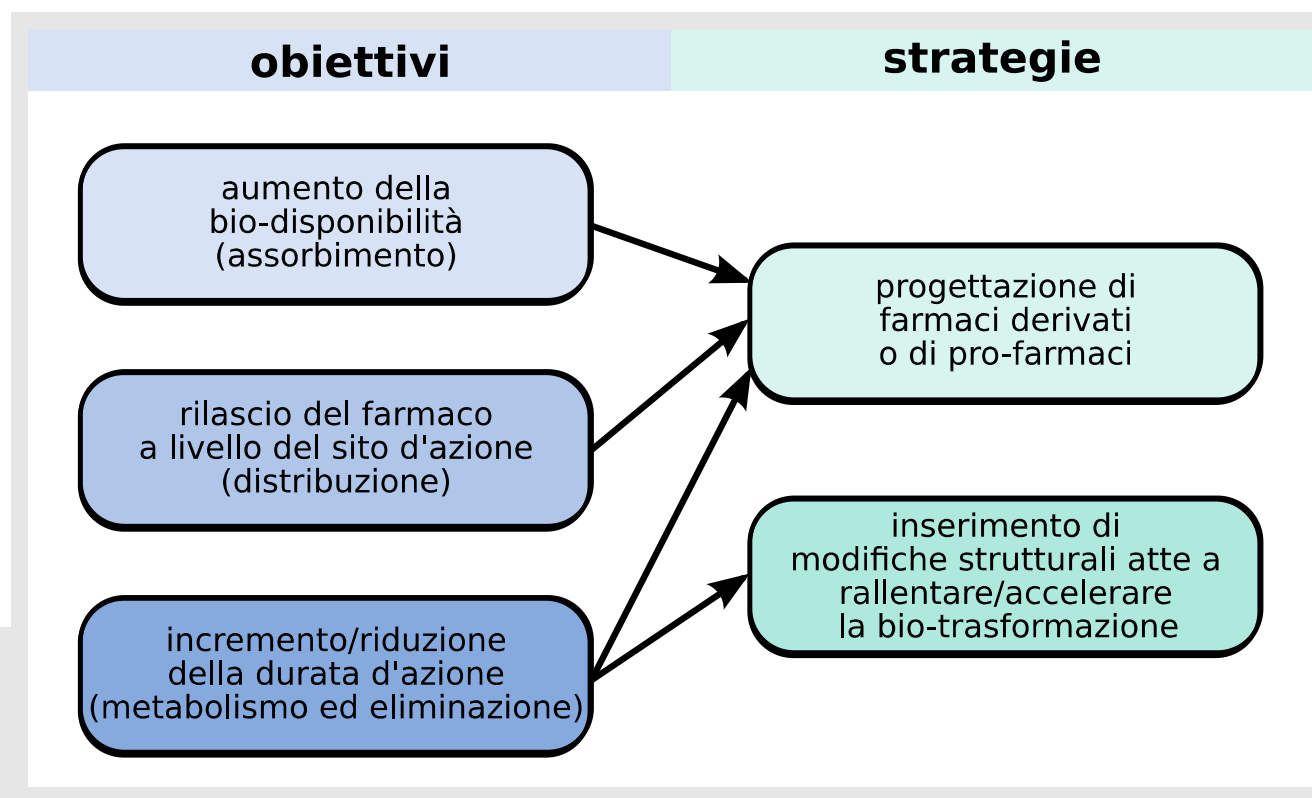 obiettivi
strategie
aumento della
bio-disponibilità
(assorbimento)
rilascio del farmaco
a livello del sito d'azione
(distribuzione)
incremento/riduzione
della durata d'azione
(metabolismo ed eliminazione)
progettazione di
farmaci derivati
o di pro-farmaci
inserimento di
modifiche strutturali atte a
rallentare/accelerare
la bio-trasformazione